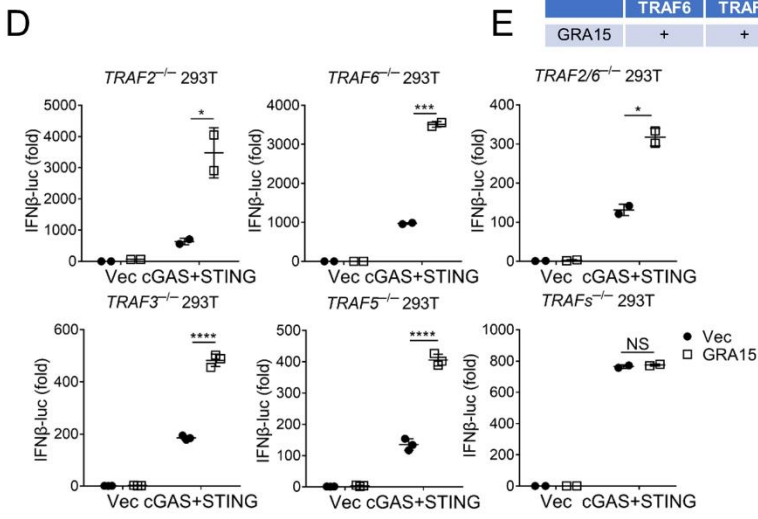 D
E
TRAF6 TRAF
GRA15 + +
TRAF2−/− 293T
IFNβ-luc (fold)
5000
4000
3000
2000
1000
0
*
Vec cGAS+STING
TRAF6−/− 293T
IFNβ-luc (fold)
4000
3000
2000
1000
0
***
Vec cGAS+STING
TRAF2/6−/− 293T
IFNβ-luc (fold)
400
300
200
100
0
*
Vec cGAS+STING
TRAF3−/− 293T
IFNβ-luc (fold)
600
400
200
0
****
Vec cGAS+STING
TRAF5−/− 293T
IFNβ-luc (fold)
500
400
300
200
100
0
****
Vec cGAS+STING
TRAFs−/− 293T
IFNβ-luc (fold)
1000
800
600
400
200
0
NS
Vec cGAS+STING
Vec
GRA15